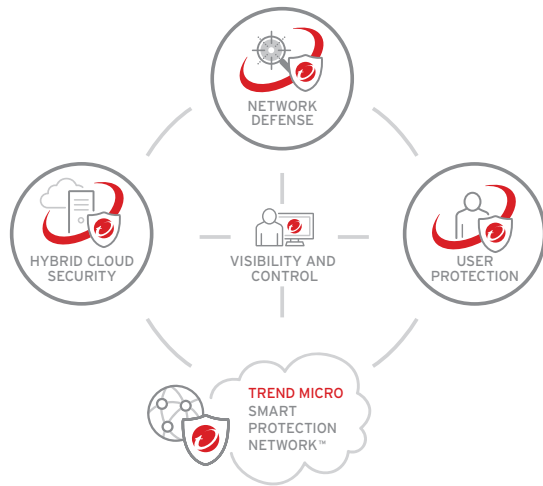 NETWORK
DEFENSE
HYBRID CLOUD
SECURITY
VISIBILITY AND
CONTROL
USER
PROTECTION
TREND MICRO
SMART
PROTECTION
NETWORK™